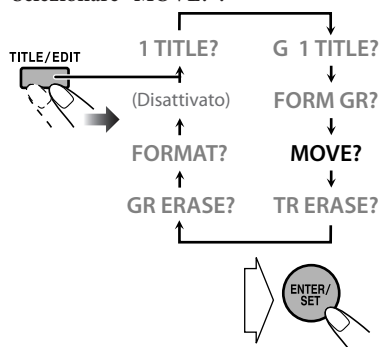 TITLE/EDIT
1 TITLE?
G 1 TITLE?
(Disattivato)
FORM GR?
FORMAT?
MOVE?
GR ERASE?
TR ERASE?
ENTER/
SET